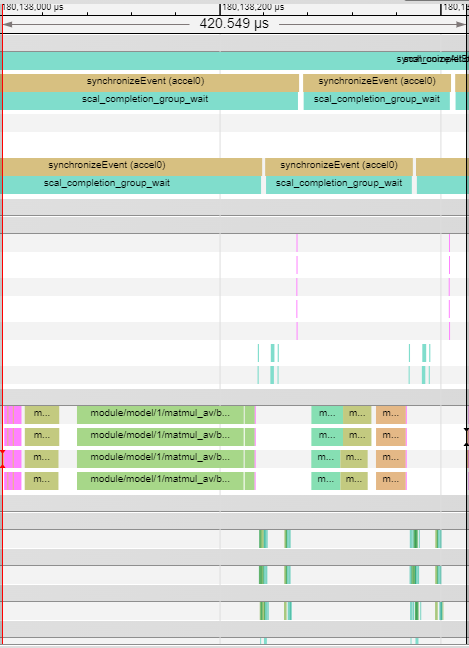 180,138,000 µs 180,138,200 µs 180,1
420.549 µs
synchronizeEvent (accel0) synchronizeEvent (accel0)
scal_completion_group_wait scal_completion_group_wait
synchronizeEvent (accel0) synchronizeEvent (accel0)
scal_completion_group_wait scal_completion_group_wait
m... module/model/1/matmul_av/b... m... m... m...
m... module/model/1/matmul_av/b... m... m... m...
m... module/model/1/matmul_av/b... m... m... m...
m... module/model/1/matmul_av/b... m... m... m...